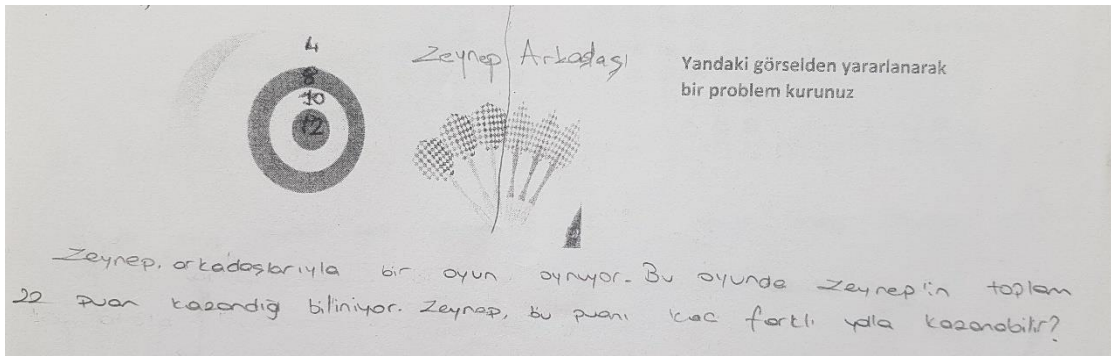 4
8
10
12
Zeynep Arkadaşı
Yandaki görselden yararlanarak
bir problem kurunuz
Zeynep, arkadaşlarıyla bir oyun oynuyor. Bu oyunda Zeynep'in toplam
22 puan kazandığ biliniyor. Zeynep, bu puanı kaç farklı yolla kazanabilir?